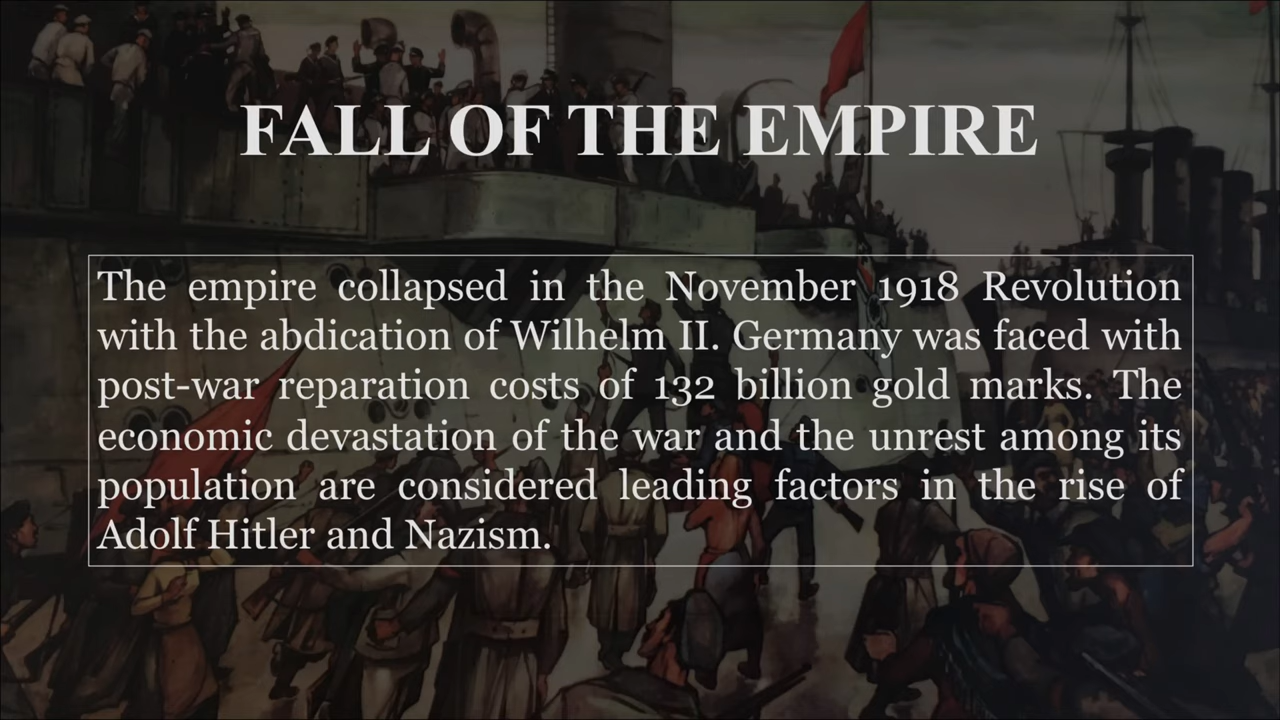 FALL OF THE EMPIRE
The empire collapsed in the November 1918 Revolution
with the abdication of Wilhelm II. Germany was faced with
post-war reparation costs of 132 billion gold marks. The
economic devastation of the war and the unrest among its
population are considered leading factors in the rise of
Adolf Hitler and Nazism.